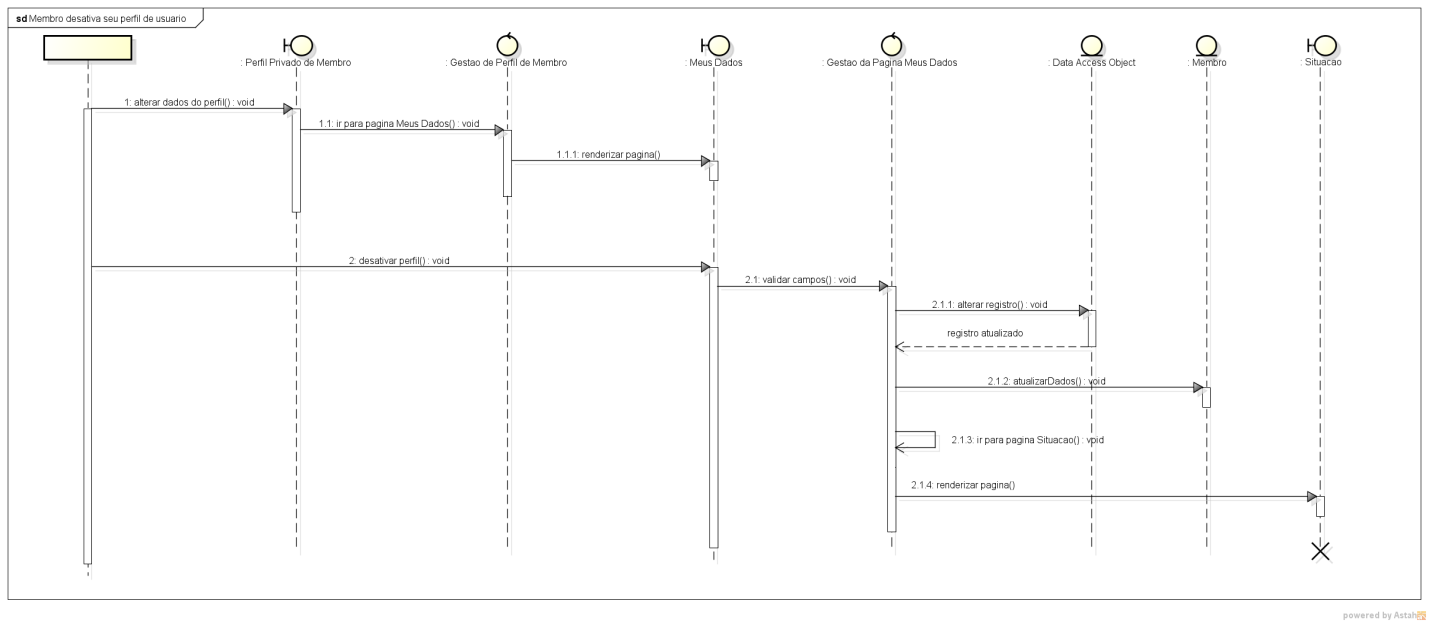 sd Membro desativa seu perfil de usuario
: Perfil Privado de Membro
: Gestao de Perfil de Membro
: Meus Dados
: Gestao da Pagina Meus Dados
: Data Access Object
: Membro
: Situacao
1: alterar dados do perfil() : void
1.1: ir para pagina Meus Dados() : void
1.1.1: renderizar pagina()
2: desativar perfil() : void
2.1: validar campos() : void
2.1.1: alterar registro() : void
registro atualizado
2.1.2: atualizarDados() : void
2.1.3: ir para pagina Situacao() : void
2.1.4: renderizar pagina()
powered by Astah